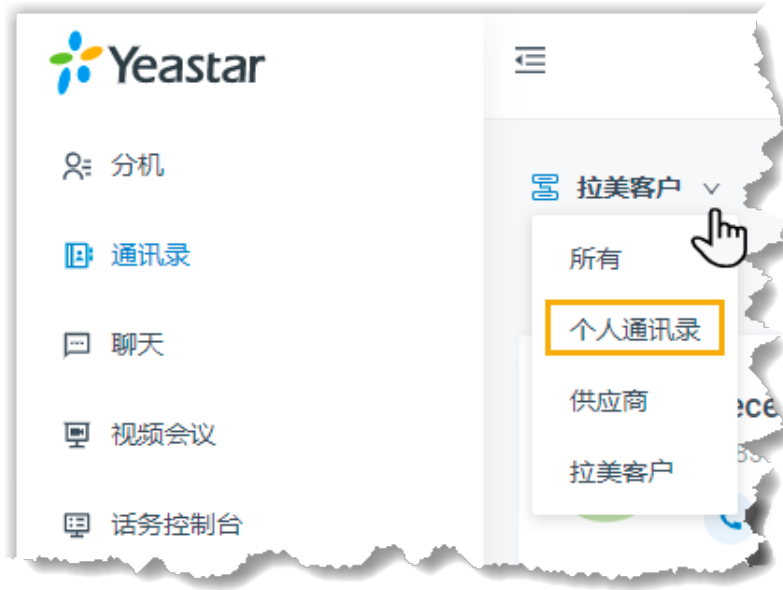 Yeastar
分机
通讯录
聊天
视频会议
话务控制台
拉美客户
所有
个人通讯录
供应商
拉美客户